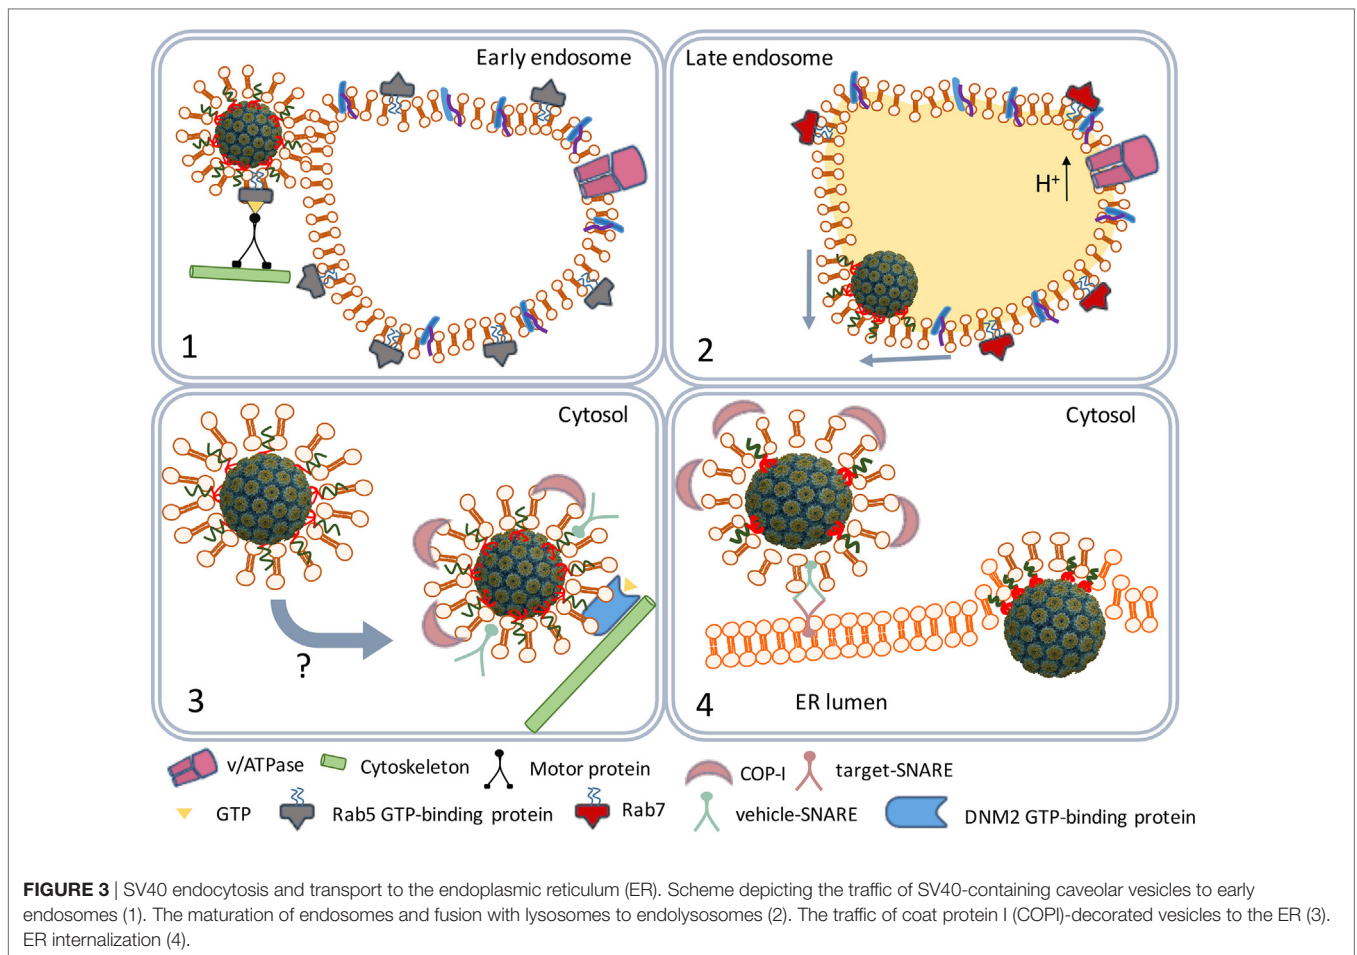 Early endosome
Late endosome
H+
1
2
Cytosol
Cytosol
?
3
4
ER lumen
v/ATPase
Cytoskeleton
Motor protein
COP-I
target-SNARE
GTP
Rab5 GTP-binding protein
Rab7
vehicle-SNARE
DNM2 GTP-binding protein
FIGURE 3 | SV40 endocytosis and transport to the endoplasmic reticulum (ER). Scheme depicting the traffic of SV40-containing caveolar vesicles to early
endosomes (1). The maturation of endosomes and fusion with lysosomes to endolysosomes (2). The traffic of coat protein I (COPI)-decorated vesicles to the ER (3).
ER internalization (4).